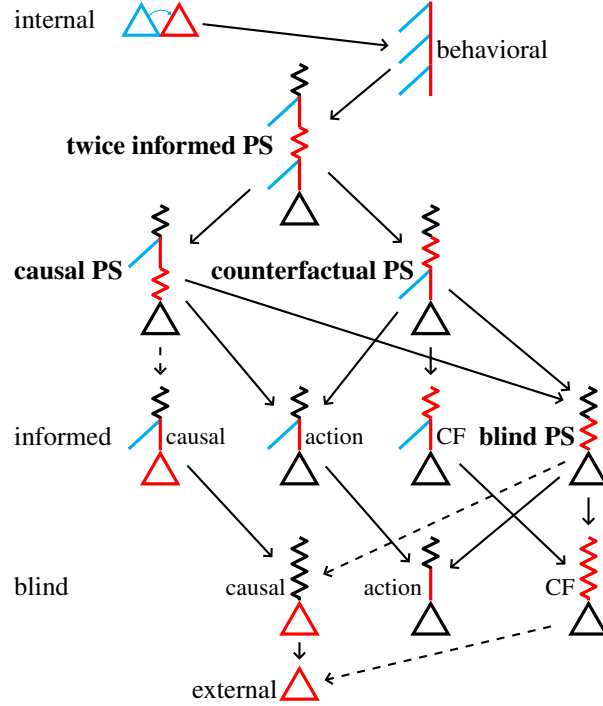 internal
behavioral
twice informed PS
causal PS
counterfactual PS
informed
causal
action
CF
blind PS
blind
causal
action
CF
external